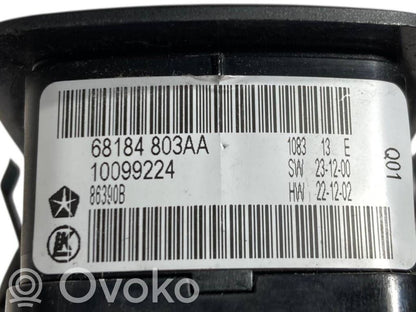 68184 803AA
10099224
86390B
1083 13 E
SW 23-12-00
HW 22-12-02
Q01
Ovoko